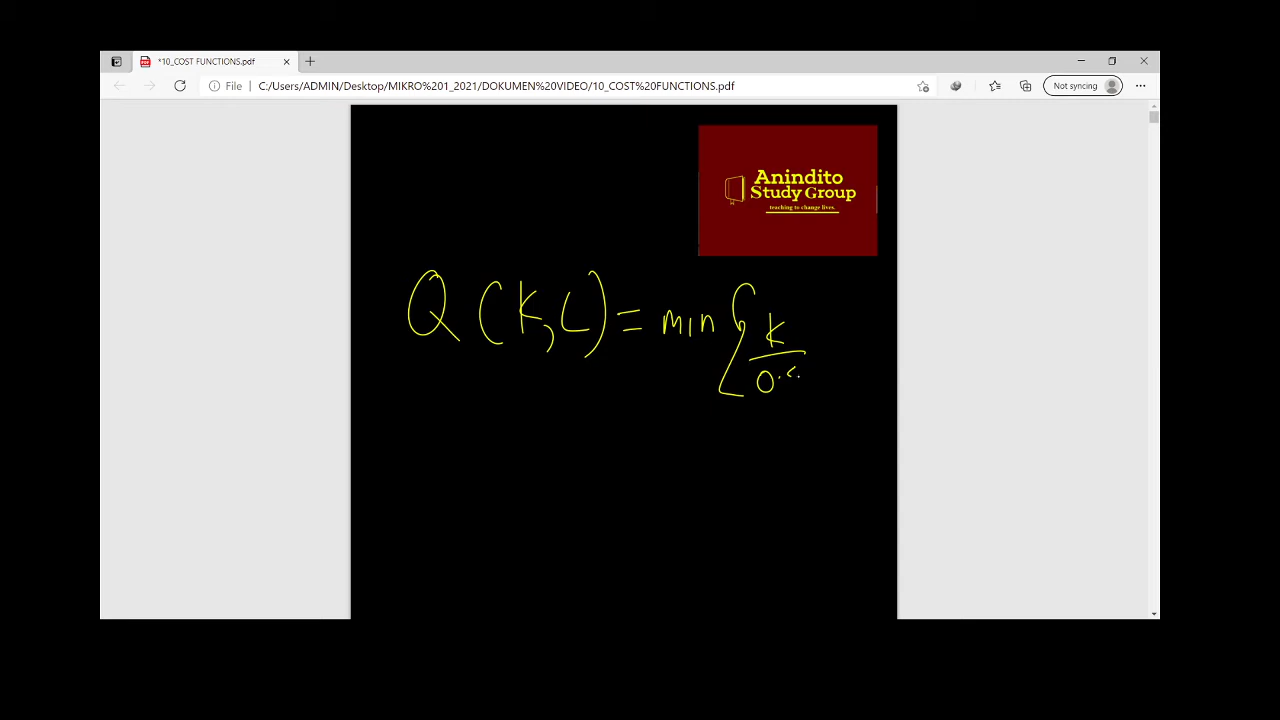 *10_COST FUNCTIONS.pdf
File
C:/Users/ADMIN/Desktop/MIKRO%201_2021/DOKUMEN%20VIDEO/10_COST%20FUNCTIONS.pdf
Not syncing
Anindito
Study Group
teaching to change lives.
Q (K,L) = min { K
0.